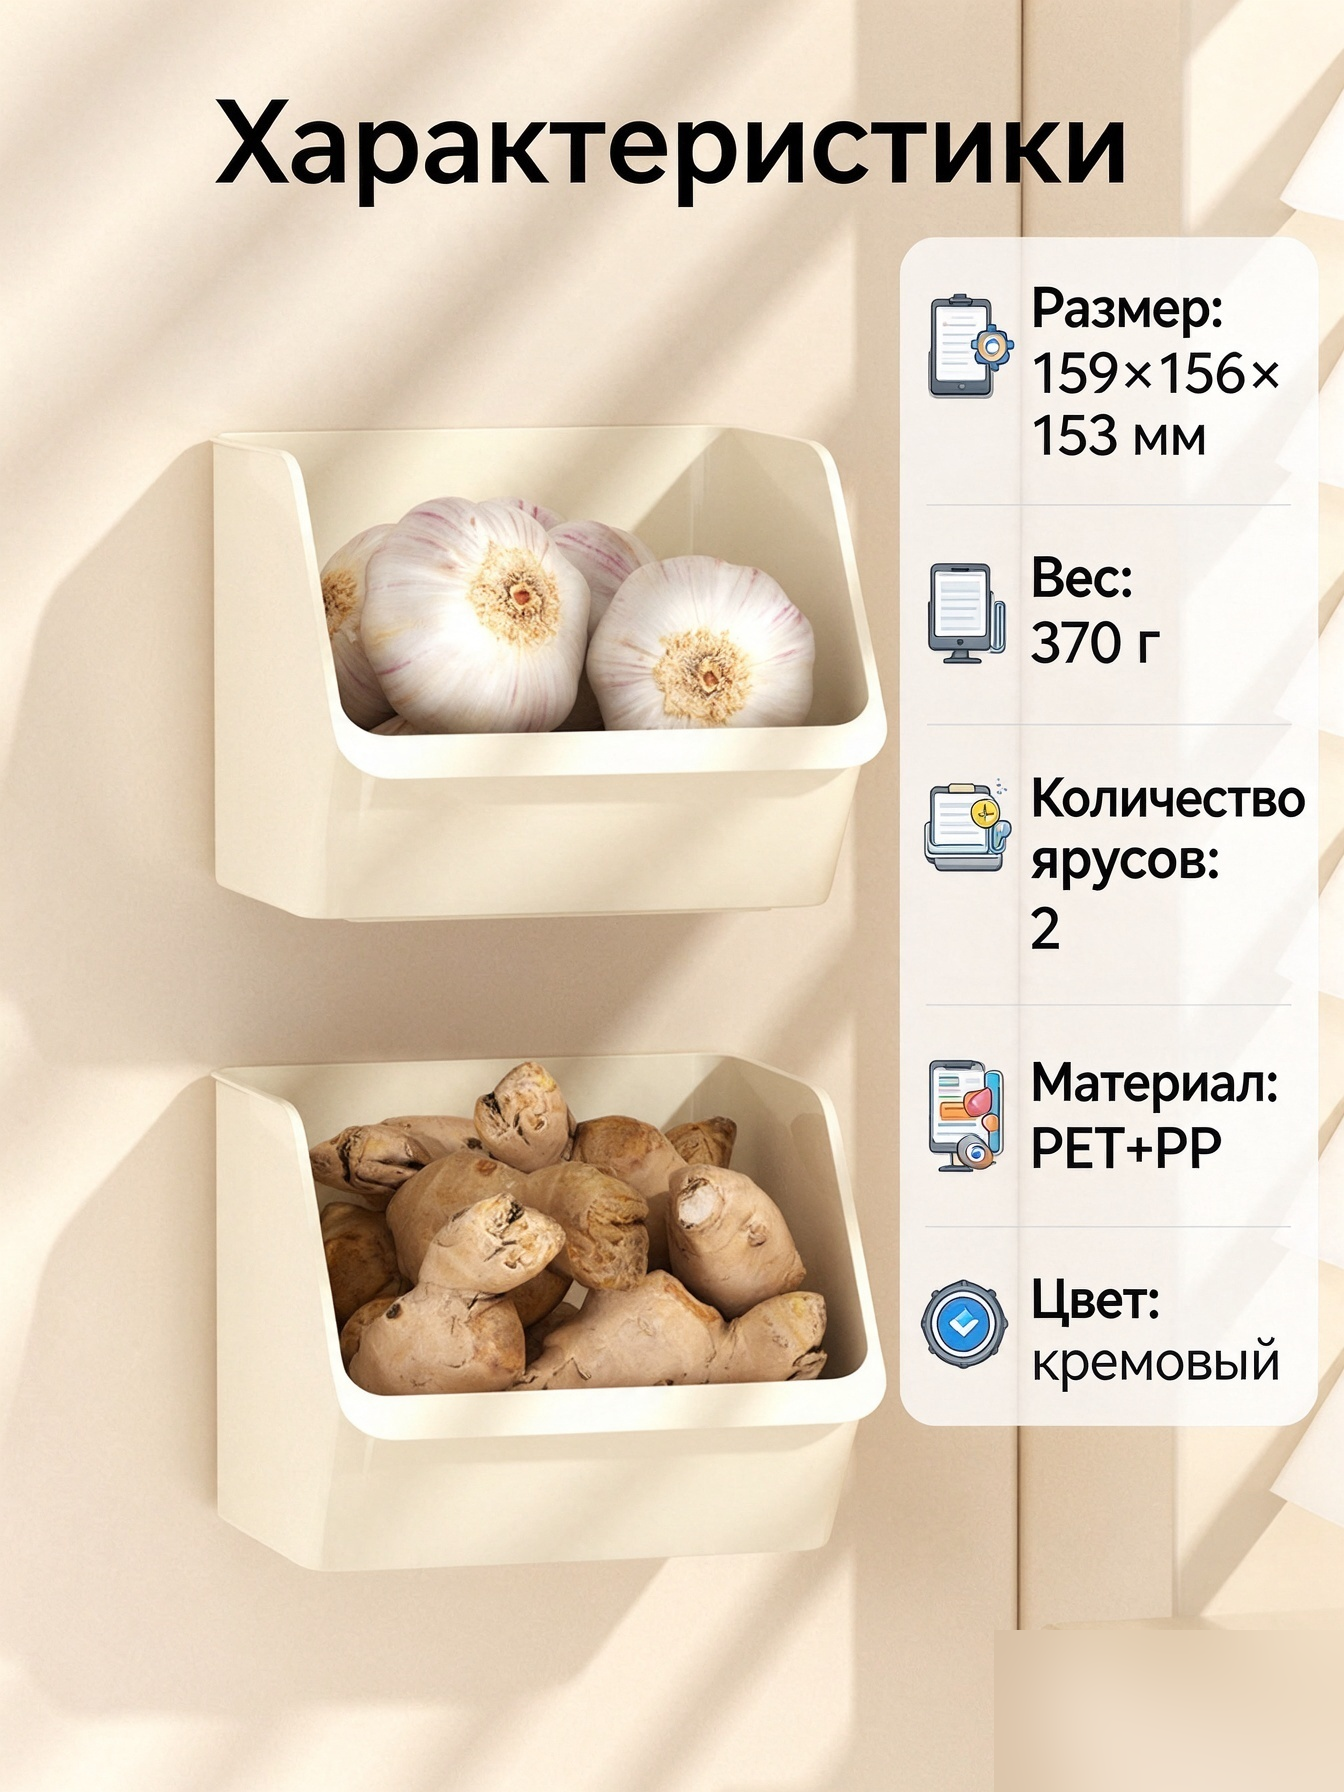 Характеристики
Размер:
159×156×
153 мм
Вес:
370 г
Количество
ярусов:
2
Материал:
PET+PP
Цвет:
кремовый